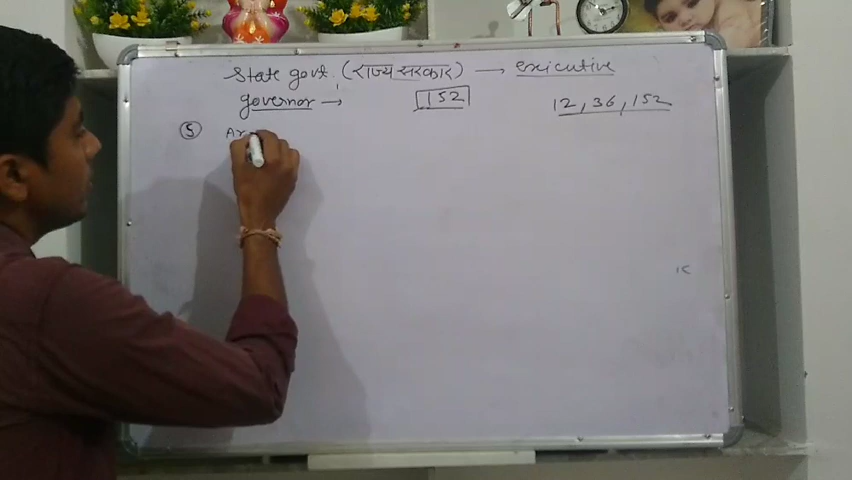 State govt. (राज्य सरकार) → exicutive
governor → 152 12, 36, 152
5 Ar